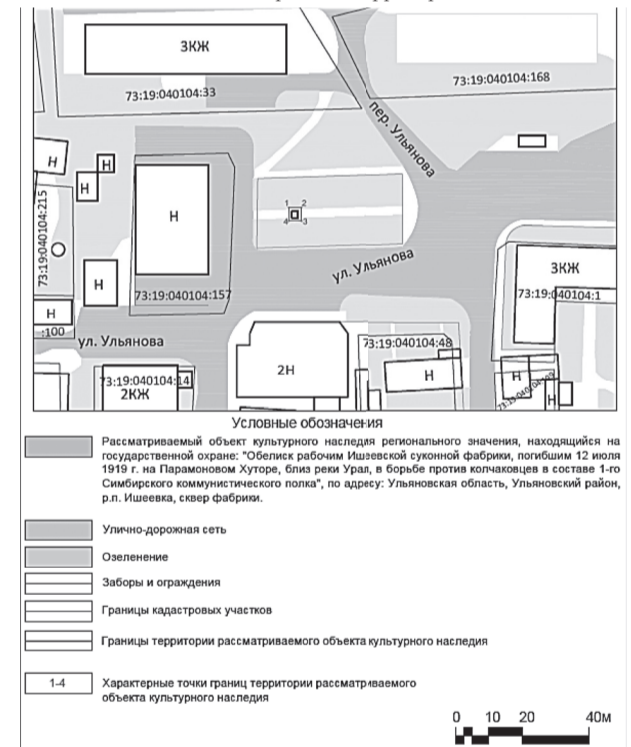 3КЖ
73:19:040104:33
73:19:040104:168
пер. Ульянова
Н
Н
Н
Н
1 2
4 3
73:19:040104:215
ул. Ульянова
3КЖ
Н
73:19:040104:157
73:19:040104:1
Н
:100
ул. Ульянова
73:19:040104:48
2Н
Н
Н
73:19:040104:14
2КЖ
Н
Условные обозначения
Рассматриваемый объект культурного наследия регионального значения, находящийся на
государственной охране: "Обелиск рабочим Ишеевской суконной фабрики, погибшим 12 июля
1919 г. на Парамоновом Хуторе, близ реки Урал, в борьбе против колчаковцев в составе 1-го
Симбирского коммунистического полка", по адресу: Ульяновская область, Ульяновский район,
р.п. Ишеевка, сквер фабрики.
Улично-дорожная сеть
Озеленение
Заборы и ограждения
Границы кадастровых участков
Границы территории рассматриваемого объекта культурного наследия
1-4
Характерные точки границ территории рассматриваемого
объекта культурного наследия
0 10 20 40м